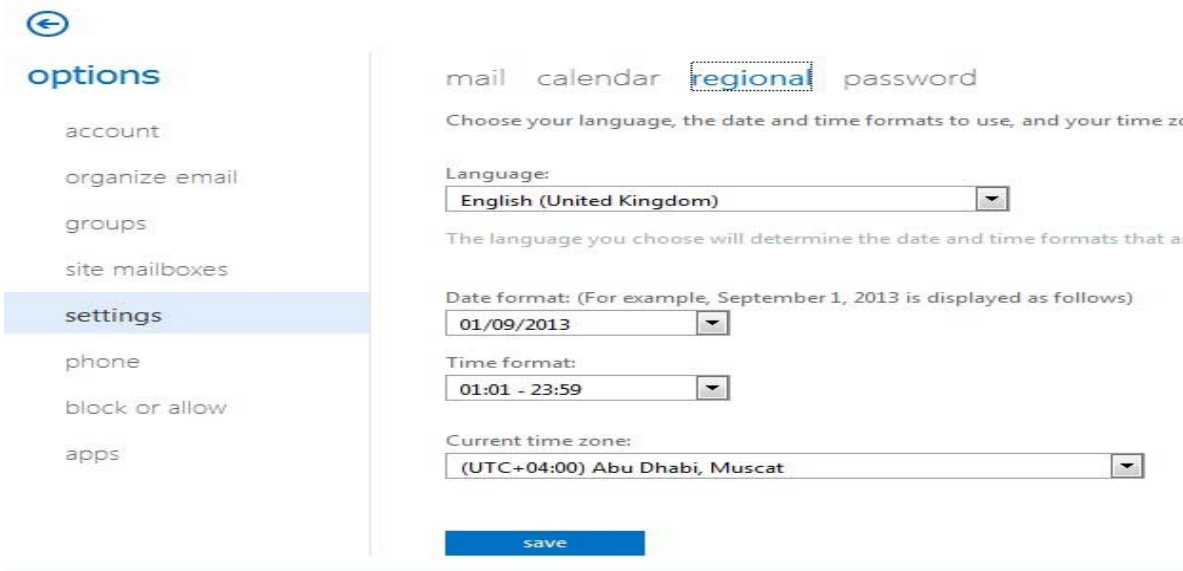 options
account
organize email
groups
site mailboxes
settings
phone
block or allow
apps
mail calendar regional password
Choose your language, the date and time formats to use, and your time
Language:
English (United Kingdom)
The language you choose will determine the date and time formats that
Date format: (For example, September 1, 2013 is displayed as follows)
01/09/2013
Time format:
01:01 - 23:59
Current time zone:
(UTC+04:00) Abu Dhabi, Muscat
save